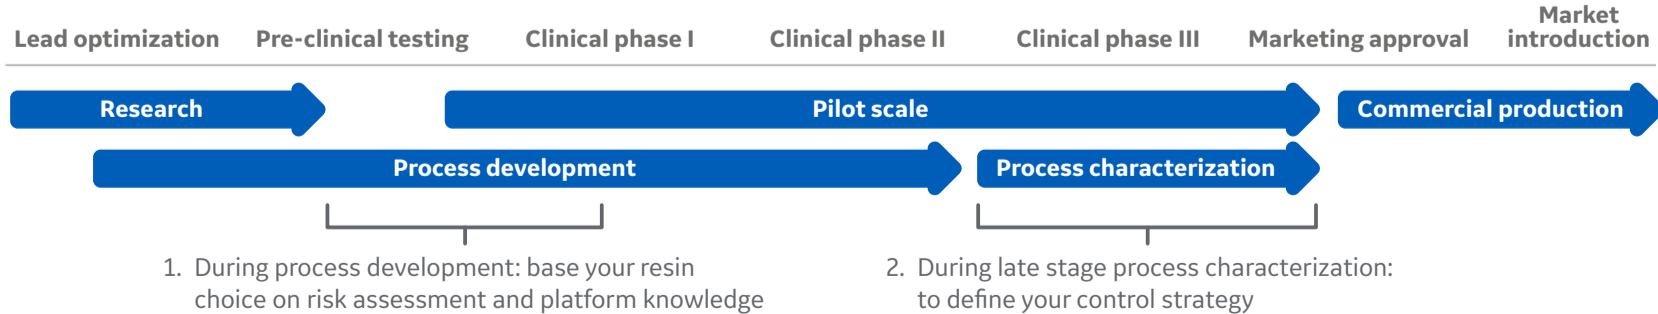 Lead optimization
Pre-clinical testing
Clinical phase I
Clinical phase II
Clinical phase III
Marketing approval
Market
introduction
Research
Pilot scale
Commercial production
Process development
Process characterization
1. During process development: base your resin
choice on risk assessment and platform knowledge
2. During late stage process characterization:
to define your control strategy